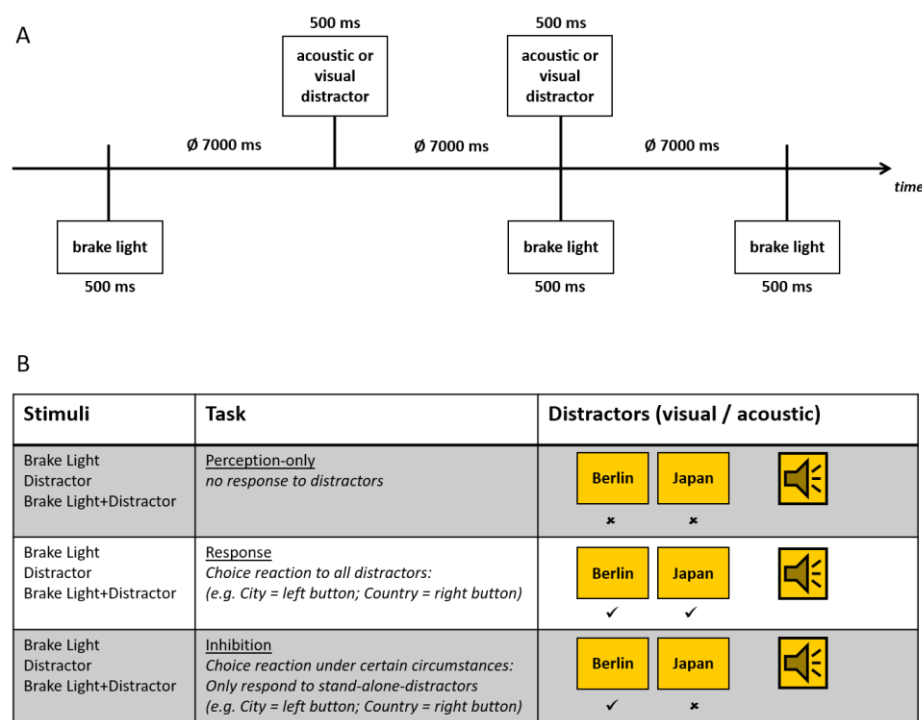 A
500 ms
500 ms
acoustic or
visual
distractor
acoustic or
visual
distractor
Ø 7000 ms
Ø 7000 ms
Ø 7000 ms
time
brake light
brake light
brake light
500 ms
500 ms
500 ms
B
Stimuli
Task
Distractors (visual / acoustic)
Brake Light
Distractor
Brake Light+Distractor
Perception-only
no response to distractors
Berlin
Japan
Brake Light
Distractor
Brake Light+Distractor
Response
Choice reaction to all distractors:
(e.g. City = left button; Country = right button)
Berlin
Japan
Brake Light
Distractor
Brake Light+Distractor
Inhibition
Choice reaction under certain circumstances:
Only respond to stand-alone-distractors
(e.g. City = left button; Country = right button)
Berlin
Japan